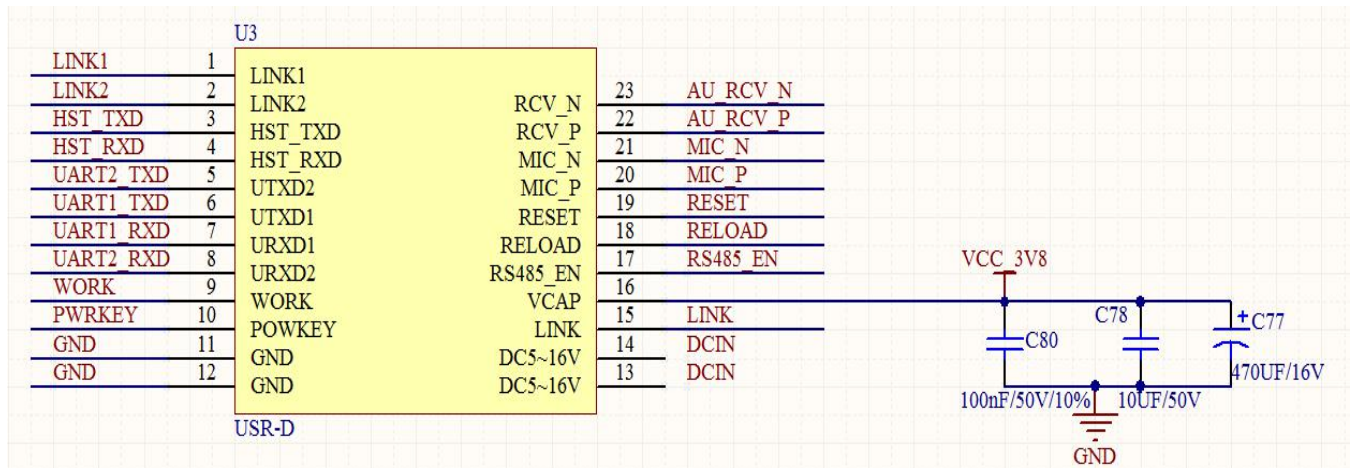 U3
LINK1 1 LINK1
LINK2 2 LINK2
HST_TXD 3 HST_TXD
HST_RXD 4 HST_RXD
UART2_TXD 5 UTXD2
UART1_TXD 6 UTXD1
UART1_RXD 7 URXD1
UART2_RXD 8 URXD2
WORK 9 WORK
PWRKEY 10 POWKEY
GND 11 GND
GND 12 GND
RCV_N 23 AU_RCV_N
RCV_P 22 AU_RCV_P
MIC_N 21 MIC_N
MIC_P 20 MIC_P
RESET 19 RESET
RELOAD 18 RELOAD
RS485_EN 17 RS485_EN
VCAP 16
LINK 15 LINK
DC5~16V 14 DCIN
DC5~16V 13 DCIN
USR-D
VCC_3V8
C80
100nF/50V/10%
C78
10UF/50V
+
C77
470UF/16V
GND